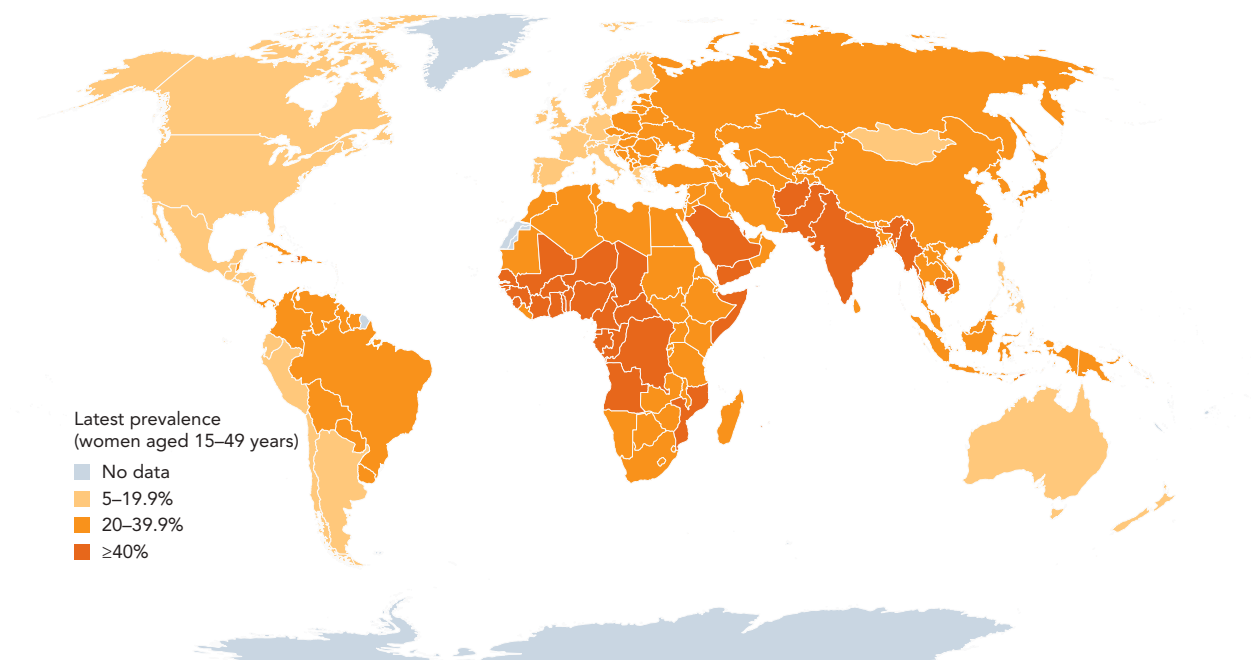 Latest prevalence
(women aged 15–49 years)
No data
5–19.9%
20–39.9%
≥40%